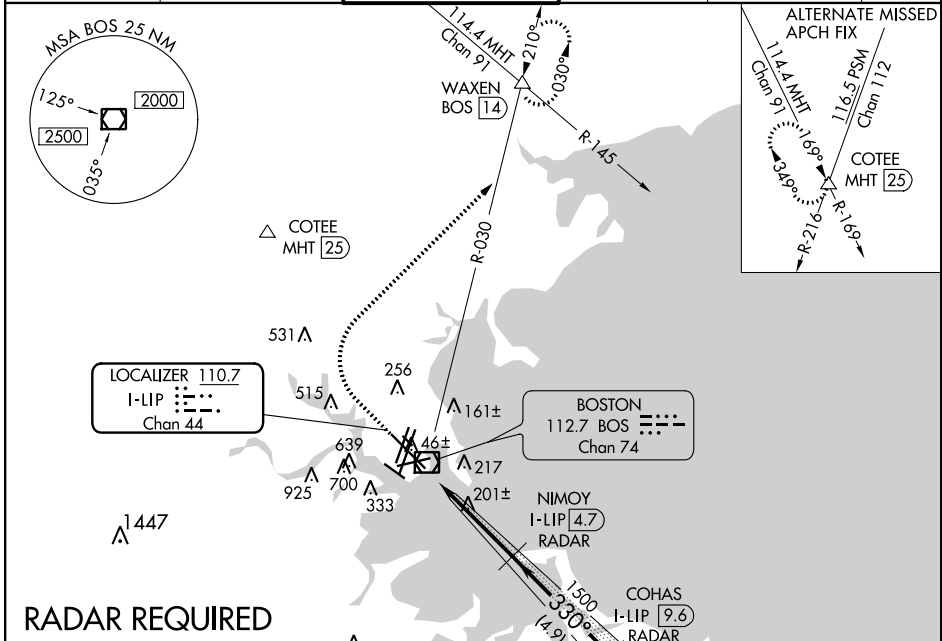 MSA BOS 25 NM
125°
2000
2500
035°
114.4 MHT
Chan 91
210°
030°
WAXEN
BOS 14
R-145
R-030
ALTERNATE MISSED
APCH FIX
114.4 MHT
Chan 91
116.5 PSM
Chan 112
169°
349°
COTEE
MHT 25
R-216
R-169
COTEE
MHT 25
531
LOCALIZER 110.7
I-LIP
Chan 44
515
256
161±
BOSTON
112.7 BOS
Chan 74
46±
639
700
925
333
217
201±
1447
NIMOY
I-LIP 4.7
RADAR
1500
330°
(4.9)
COHAS
I-LIP 9.6
RADAR
RADAR REQUIRED